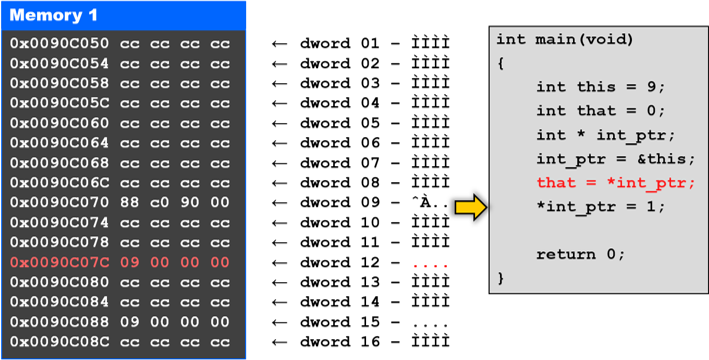 Memory 1
0x0090C050 cc cc cc cc ← dword 01 - ÌÌÌÌ
0x0090C054 cc cc cc cc ← dword 02 - ÌÌÌÌ
0x0090C058 cc cc cc cc ← dword 03 - ÌÌÌÌ
0x0090C05C cc cc cc cc ← dword 04 - ÌÌÌÌ
0x0090C060 cc cc cc cc ← dword 05 - ÌÌÌÌ
0x0090C064 cc cc cc cc ← dword 06 - ÌÌÌÌ
0x0090C068 cc cc cc cc ← dword 07 - ÌÌÌÌ
0x0090C06C cc cc cc cc ← dword 08 - ÌÌÌÌ
0x0090C070 88 c0 90 00 ← dword 09 - ˆÀ..
0x0090C074 cc cc cc cc ← dword 10 - ÌÌÌÌ
0x0090C078 cc cc cc cc ← dword 11 - ÌÌÌÌ
0x0090C07C 09 00 00 00 ← dword 12 - ....
0x0090C080 cc cc cc cc ← dword 13 - ÌÌÌÌ
0x0090C084 cc cc cc cc ← dword 14 - ÌÌÌÌ
0x0090C088 09 00 00 00 ← dword 15 - ....
0x0090C08C cc cc cc cc ← dword 16 - ÌÌÌÌ
int main(void)
{
int this = 9;
int that = 0;
int * int_ptr;
int_ptr = &this;
that = *int_ptr;
*int_ptr = 1;
return 0;
}